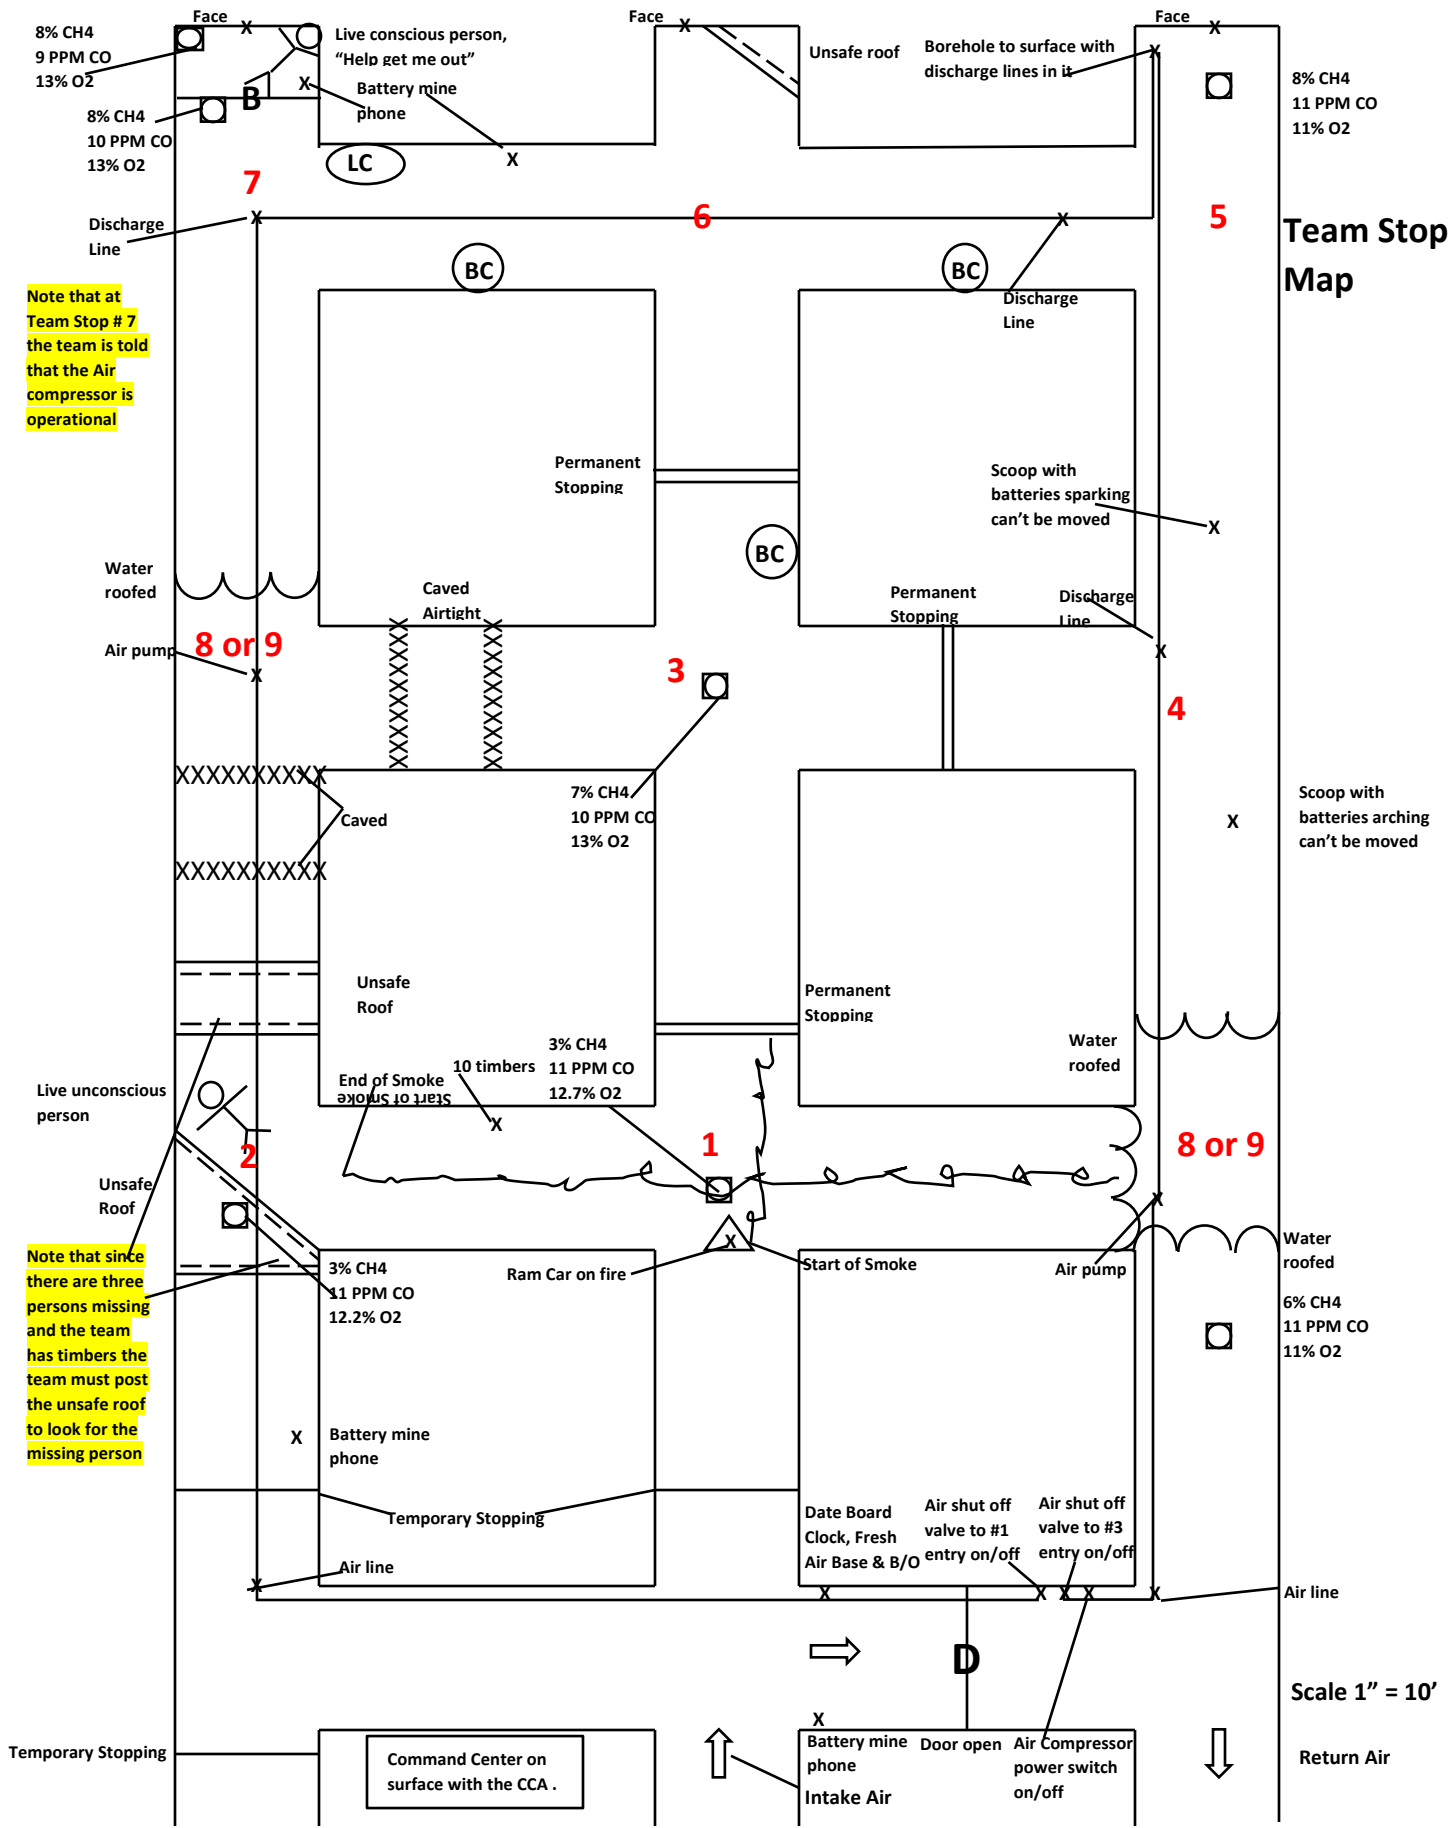 Face
Face
Face
8% CH4
9 PPM CO
13% O2
X
Live conscious person,
“Help get me out”
X
Unsafe roof
Borehole to surface with
discharge lines in it
X
X
8% CH4
11 PPM CO
11% O2
B
X
Battery mine
phone
8% CH4
10 PPM CO
13% O2
LC
X
7
6
5
Discharge
Line
X
X
Team Stop
Map
BC
BC
Discharge
Line
Note that at
Team Stop # 7
the team is told
that the Air
compressor is
operational
Permanent
Stopping
Scoop with
batteries sparking
can’t be moved
X
BC
Water
roofed
Caved
Airtight
Permanent
Stopping
Discharge
Line
X
8 or 9
Air pump
X
XXXXXXXXXX
XXXXXXXXXX
3
4
XXXXXXXXXX
7% CH4
10 PPM CO
13% O2
Caved
X
Scoop with
batteries arching
can’t be moved
XXXXXXXXXX
Unsafe
Roof
Permanent
Stopping
3% CH4
11 PPM CO
12.7% O2
Water
roofed
10 timbers
X
End of Smoke
Start of Smoke
Live unconscious
person
2
1
8 or 9
Unsafe
Roof
X
Note that since
there are three
persons missing
and the team
has timbers the
team must post
the unsafe roof
to look for the
missing person
3% CH4
11 PPM CO
12.2% O2
Ram Car on fire
X
Start of Smoke
Air pump
Water
roofed
6% CH4
11 PPM CO
11% O2
X
Battery mine
phone
Temporary Stopping
Date Board
Clock, Fresh
Air Base & B/O
Air shut off
valve to #1
entry on/off
Air shut off
valve to #3
entry on/off
Air line
X
X
X
X
X
X
Air line
D
Scale 1” = 10’
X
Temporary Stopping
Command Center on
surface with the CCA .
Battery mine
phone
Intake Air
Door open
Air Compressor
power switch
on/off
Return Air